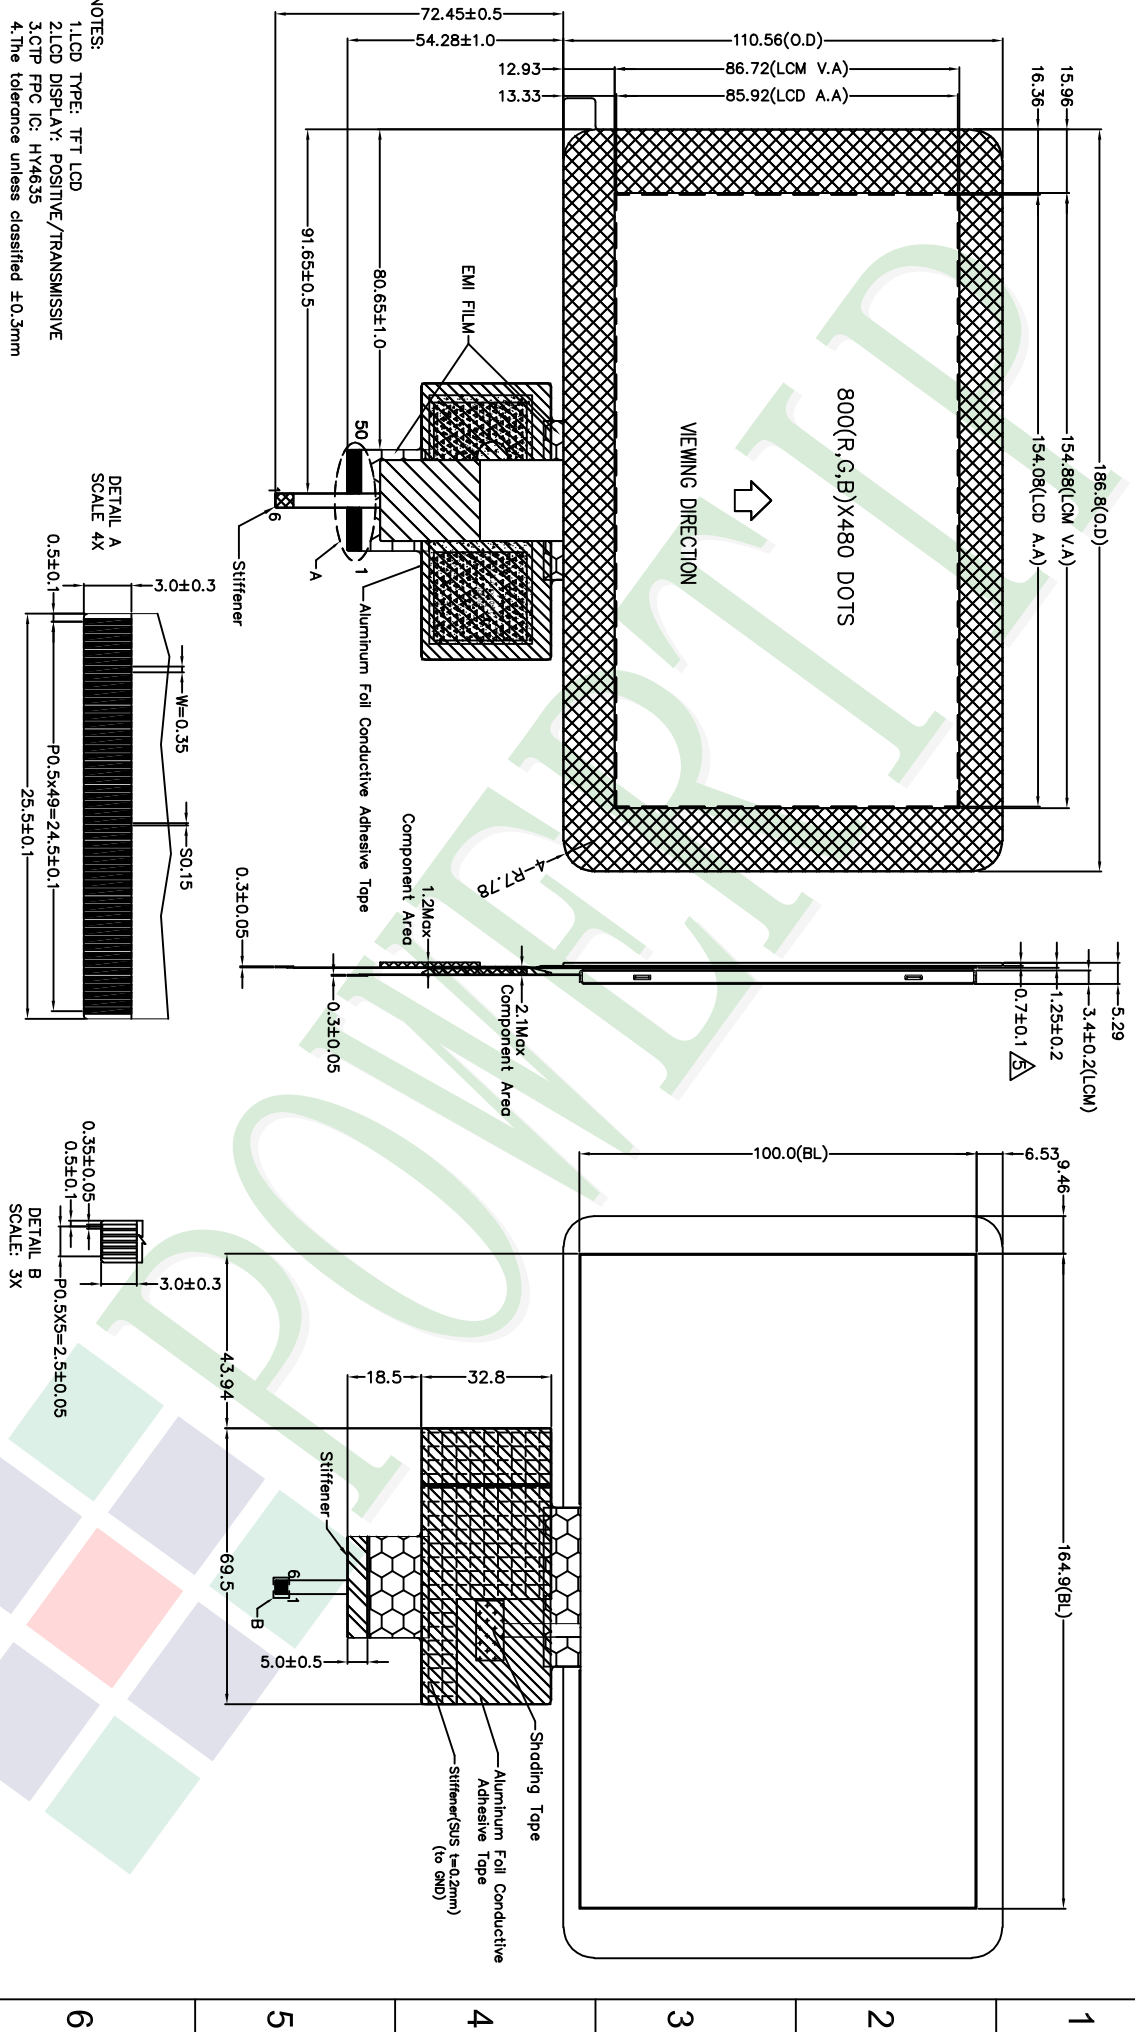 186.8(O.D)
15.96
154.88(LCM V.A)
16.36
154.08(LCD A.A)
72.45±0.5
54.28±1.0
110.56(O.D)
12.93
86.72(LCM V.A)
13.33
85.92(LCD A.A)
800(R,G,B)X480 DOTS
VIEWING DIRECTION
4-R7.78
EMI FILM
80.65±1.0
91.65±0.5
50
1
1
6
A
Stiffener
Aluminum Foil Conductive Adhesive Tape
5.29
3.4±0.2(LCM)
1.25±0.2
0.7±0.1
5
2.1Max
Component Area
1.2Max
Component Area
0.3±0.05
0.3±0.05
9.46
164.9(BL)
6.53
100.0(BL)
32.8
18.5
43.94
69.5
5.0±0.5
Stiffener
6
1
B
Shading Tape
Aluminum Foil Conductive
Adhesive Tape
Stiffener(SUS t=0.2mm)
(to GND)
W=0.35
S0.15
3.0±0.3
0.5±0.1
P0.5x49=24.5±0.1
25.5±0.1
DETAIL A
SCALE 4X
3.0±0.3
0.35±0.05
0.5±0.1
P0.5X5=2.5±0.05
DETAIL B
SCALE: 3X
NOTES:
1.LCD TYPE: TFT LCD
2.LCD DISPLAY: POSITIVE/TRANSMISSIVE
3.CTP FPC IC: HY4635
4.The tolerance unless classified ±0.3mm
1
2
3
4
5
6
POWERTIP